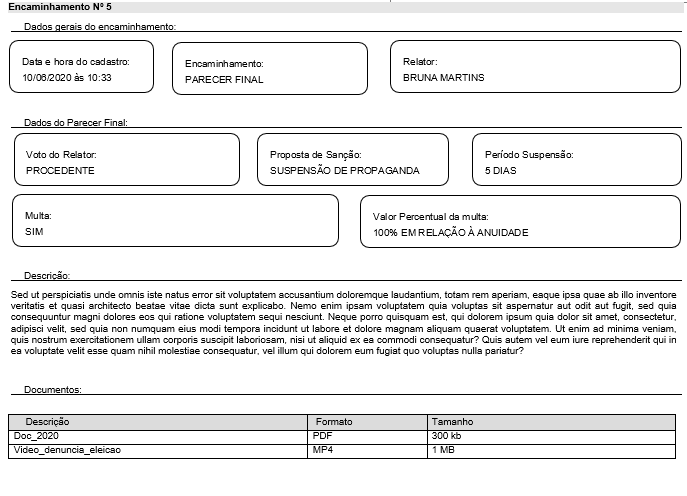 Encaminhamento Nº 5
Dados gerais do encaminhamento:
Data e hora do cadastro:
10/06/2020 às 10:33
Encaminhamento:
PARECER FINAL
Relator:
BRUNA MARTINS
Dados do Parecer Final:
Voto do Relator:
PROCEDENTE
Proposta de Sanção:
SUSPENSÃO DE PROPAGANDA
Período Suspensão:
5 DIAS
Multa:
SIM
Valor Percentual da multa:
100% EM RELAÇÃO À ANUIDADE
Descrição:
Sed ut perspiciatis unde omnis iste natus error sit voluptatem accusantium doloremque laudantium, totam rem aperiam, eaque ipsa quae ab illo inventore
veritatis et quasi architecto beatae vitae dicta sunt explicabo. Nemo enim ipsam voluptatem quia voluptas sit aspernatur aut odit aut fugit, sed quia
consequuntur magni dolores eos qui ratione voluptatem sequi nesciunt. Neque porro quisquam est, qui dolorem ipsum quia dolor sit amet, consectetur,
adipisci velit, sed quia non numquam eius modi tempora incidunt ut labore et dolore magnam aliquam quaerat voluptatem. Ut enim ad minima veniam,
quis nostrum exercitationem ullam corporis suscipit laboriosam, nisi ut aliquid ex ea commodi consequatur? Quis autem vel eum iure reprehenderit qui in
ea voluptate velit esse quam nihil molestiae consequatur, vel illum qui dolorem eum fugiat quo voluptas nulla pariatur?
Documentos:
Descrição Formato Tamanho
Doc_2020 PDF 300 kb
Video_denuncia_eleicao MP4 1 MB